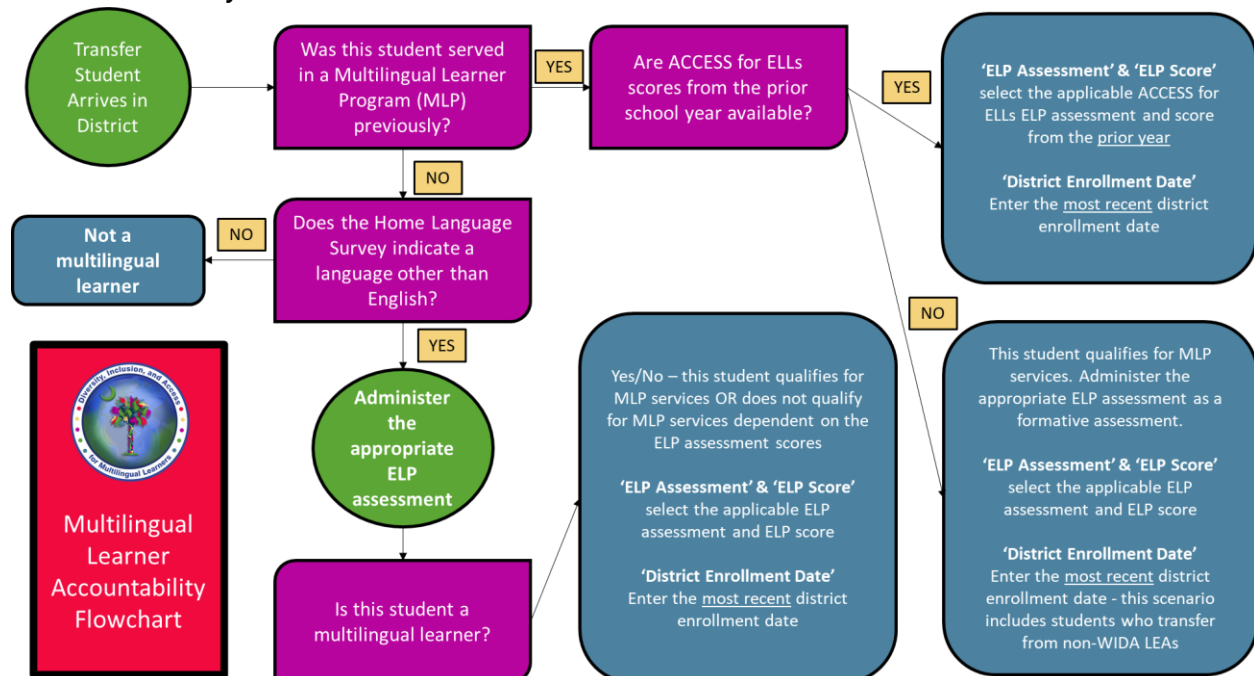 Transfer
Student
Arrives in
District
Was this student served
in a Multilingual Learner
Program (MLP)
previously?
YES
Are ACCESS for ELLs
scores from the prior
school year available?
YES
'ELP Assessment' & 'ELP Score'
select the applicable ACCESS for
ELLs ELP assessment and score
from the prior year
'District Enrollment Date'
Enter the most recent district
enrollment date
NO
Not a
multilingual
learner
NO
Does the Home Language
Survey indicate a
language other than
English?
YES
NO
Administer
the
appropriate
ELP
assessment
Is this student a
multilingual learner?
Yes/No – this student qualifies for
MLP services OR does not qualify
for MLP services dependent on the
ELP assessment scores
'ELP Assessment' & 'ELP Score'
select the applicable ELP
assessment and ELP score
'District Enrollment Date'
Enter the most recent district
enrollment date
This student qualifies for MLP
services. Administer the
appropriate ELP assessment as a
formative assessment.
'ELP Assessment' & 'ELP Score'
select the applicable ELP
assessment and ELP score
'District Enrollment Date'
Enter the most recent district
enrollment date - this scenario
includes students who transfer
from non-WIDA LEAs
Diversity, Inclusion, and Access
for Multilingual Learners
Multilingual
Learner
Accountability
Flowchart